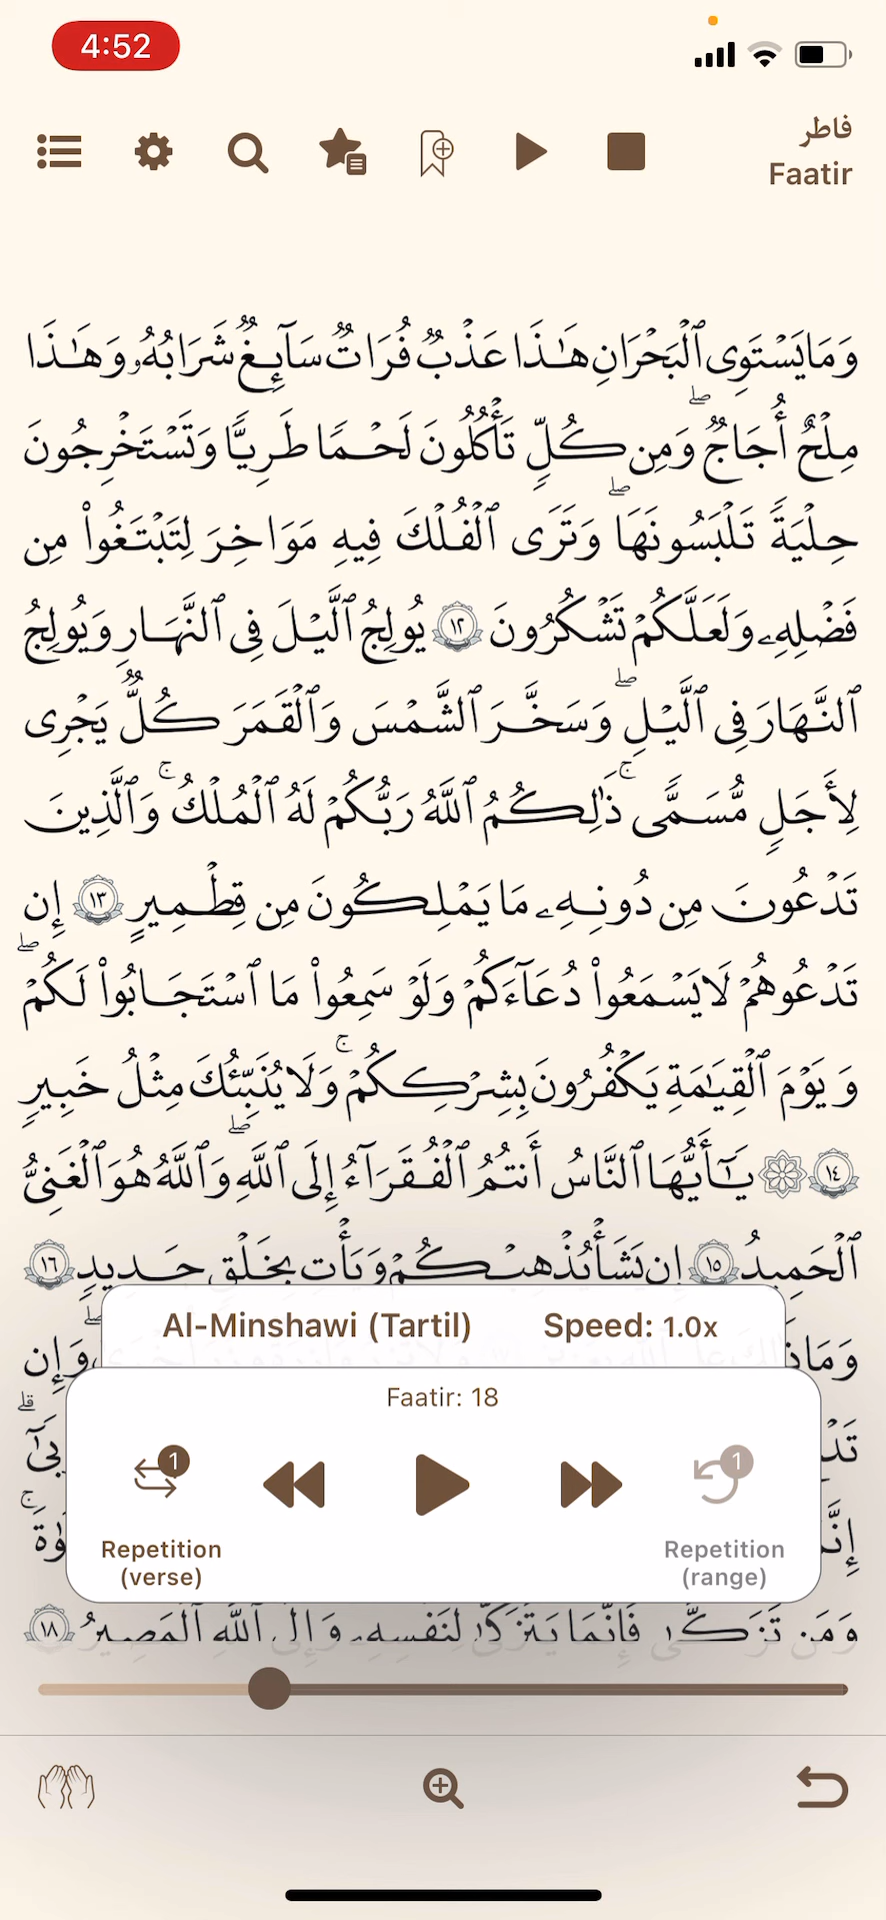 4:52
فاطر
Faatir
وَمَا يَسْتَوِى ٱلْبَحْرَانِ هَـٰذَا عَذْبٌ فُرَاتٌ سَآئِغٌ شَرَابُهُۥ وَهَـٰذَا
مِلْحٌ أُجَاجٌ ۖ وَمِن كُلٍّ تَأْكُلُونَ لَحْمًا طَرِيًّا وَتَسْتَخْرِجُونَ
حِلْيَةً تَلْبَسُونَهَا ۖ وَتَرَى ٱلْفُلْكَ فِيهِ مَوَاخِرَ لِتَبْتَغُوا۟ مِن
فَضْلِهِۦ وَلَعَلَّكُمْ تَشْكُرُونَ ١٢ يُولِجُ ٱلَّيْلَ فِى ٱلنَّهَارِ وَيُولِجُ
ٱلنَّهَارَ فِى ٱلَّيْلِ ۖ وَسَخَّرَ ٱلشَّمْسَ وَٱلْقَمَرَ كُلٌّ يَجْرِى
لِأَجَلٍ مُّسَمًّى ۚ ذَٰلِكُمُ ٱللَّهُ رَبُّكُمْ لَهُ ٱلْمُلْكُ ۚ وَٱلَّذِينَ
تَدْعُونَ مِن دُونِهِۦ مَا يَمْلِكُونَ مِن قِطْمِيرٍ ١٣ إِن
تَدْعُوهُمْ لَا يَسْمَعُوا۟ دُعَآءَكُمْ وَلَوْ سَمِعُوا۟ مَا ٱسْتَجَابُوا۟ لَكُمْ ۖ
وَيَوْمَ ٱلْقِيَـٰمَةِ يَكْفُرُونَ بِشِرْكِكُمْ ۚ وَلَا يُنَبِّئُكَ مِثْلُ خَبِيرٍ
١٤ يَـٰٓأَيُّهَا ٱلنَّاسُ أَنتُمُ ٱلْفُقَرَآءُ إِلَى ٱللَّهِ ۖ وَٱللَّهُ هُوَ ٱلْغَنِىُّ
ٱلْحَمِيدُ ١٥ إِن يَشَأْ يُذْهِبْكُمْ وَيَأْتِ بِخَلْقٍ جَدِيدٍ ١٦
وَمَا وَإِن
Al-Minshawi (Tartil) Speed: 1.0x
Faatir: 18
1 1
Repetition (verse) Repetition (range)
وَمَن تَزَكَّىٰ فَإِنَّمَا يَتَزَكَّىٰ لِنَفْسِهِۦ ۚ وَإِلَى ٱللَّهِ ٱلْمَصِيرُ ١٨